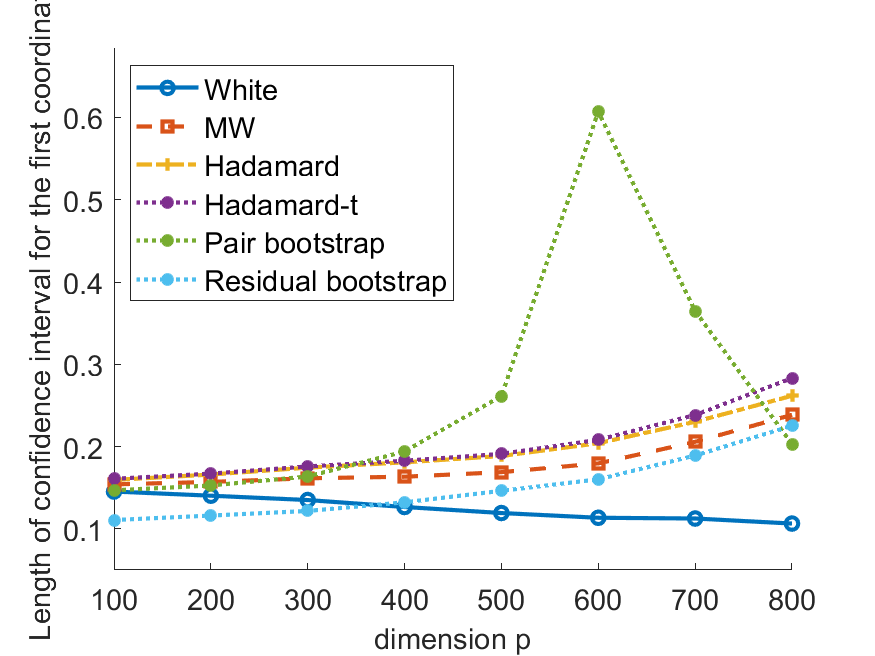 Length of confidence interval for the first
White
MW
Hadamard
Hadamard-t
Pair bootstrap
Residual bootstrap
0.6
0.5
0.4
0.3
0.2
0.1
100 200 300 400 500 600 700 800
dimension p